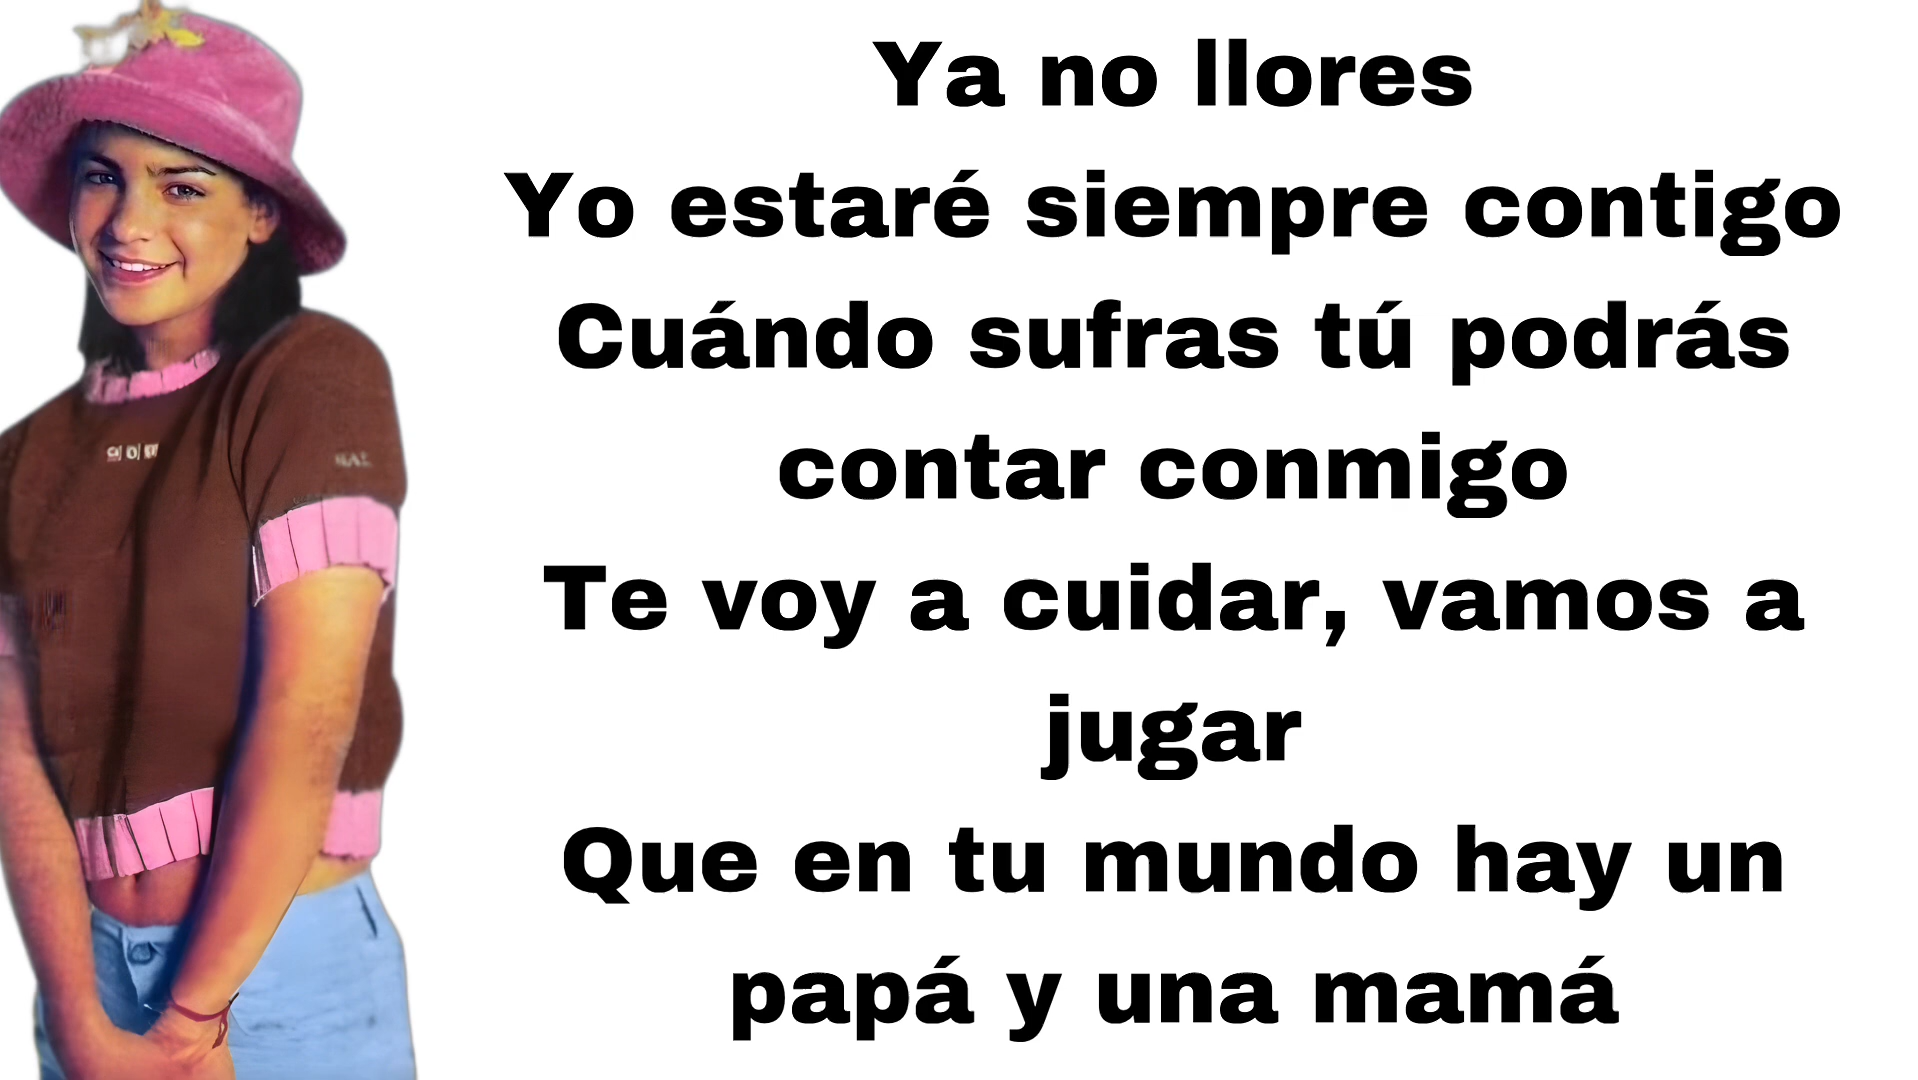 Ya no llores
Yo estaré siempre contigo
Cuándo sufras tú podrás
contar conmigo
Te voy a cuidar, vamos a
jugar
Que en tu mundo hay un
papá y una mamá